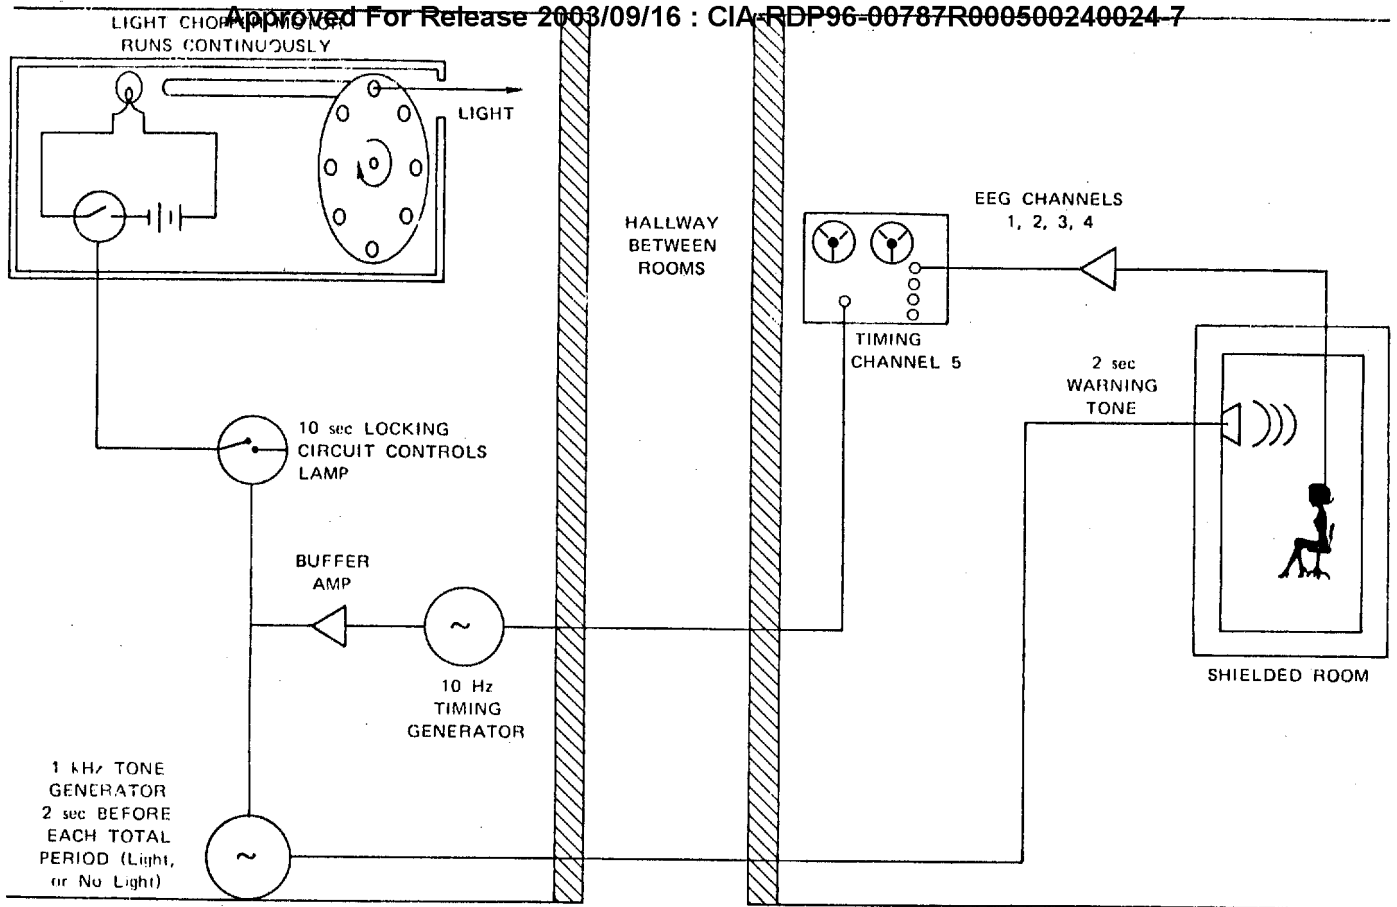 Approved For Release 2003/09/16 : CIA-RDP96-00787R000500240024-7
LIGHT CHOPPER MOTOR
RUNS CONTINUOUSLY
LIGHT
HALLWAY
BETWEEN
ROOMS
EEG CHANNELS
1, 2, 3, 4
TIMING
CHANNEL 5
2 sec
WARNING
TONE
10 sec LOCKING
CIRCUIT CONTROLS
LAMP
BUFFER
AMP
~
10 Hz
TIMING
GENERATOR
SHIELDED ROOM
1 kHz TONE
GENERATOR
2 sec BEFORE
EACH TOTAL
PERIOD (Light,
or No Light)
~